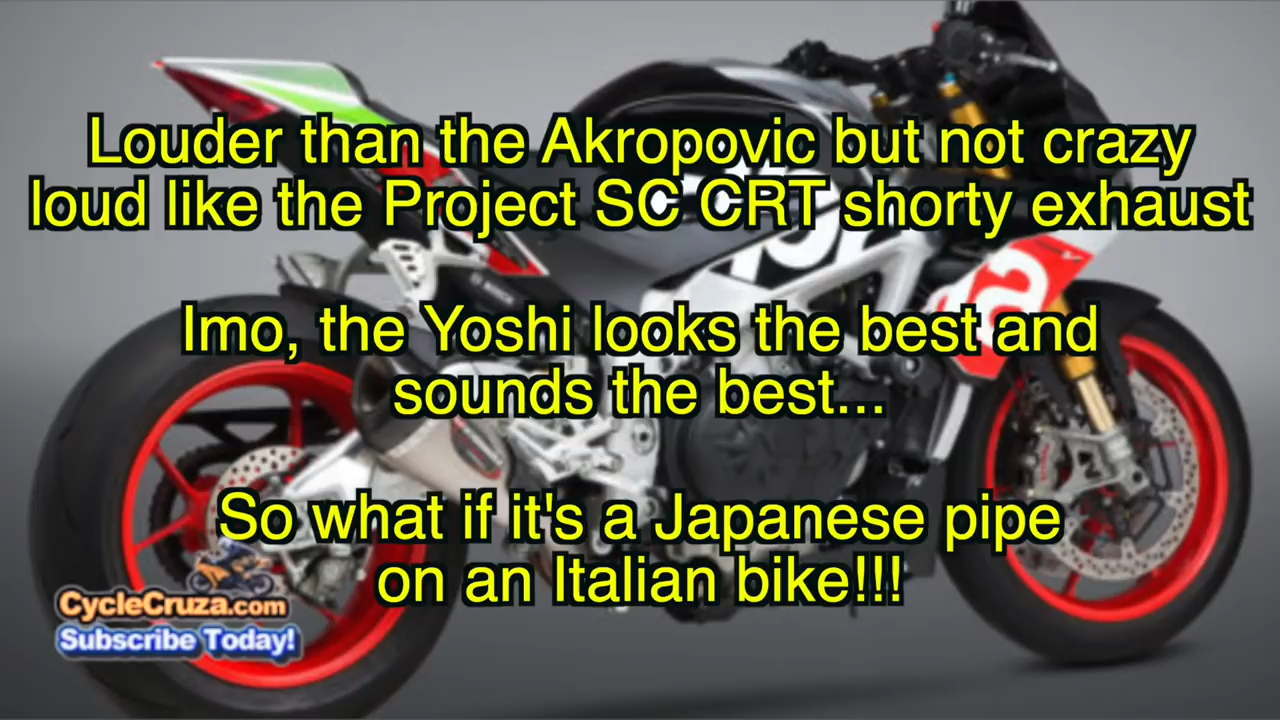 Louder than the Akropovic but not crazy
loud like the Project SC CRT shorty exhaust
Imo, the Yoshi looks the best and
sounds the best...
So what if it's a Japanese pipe
on an Italian bike!!!
CycleCruza.com
Subscribe Today!